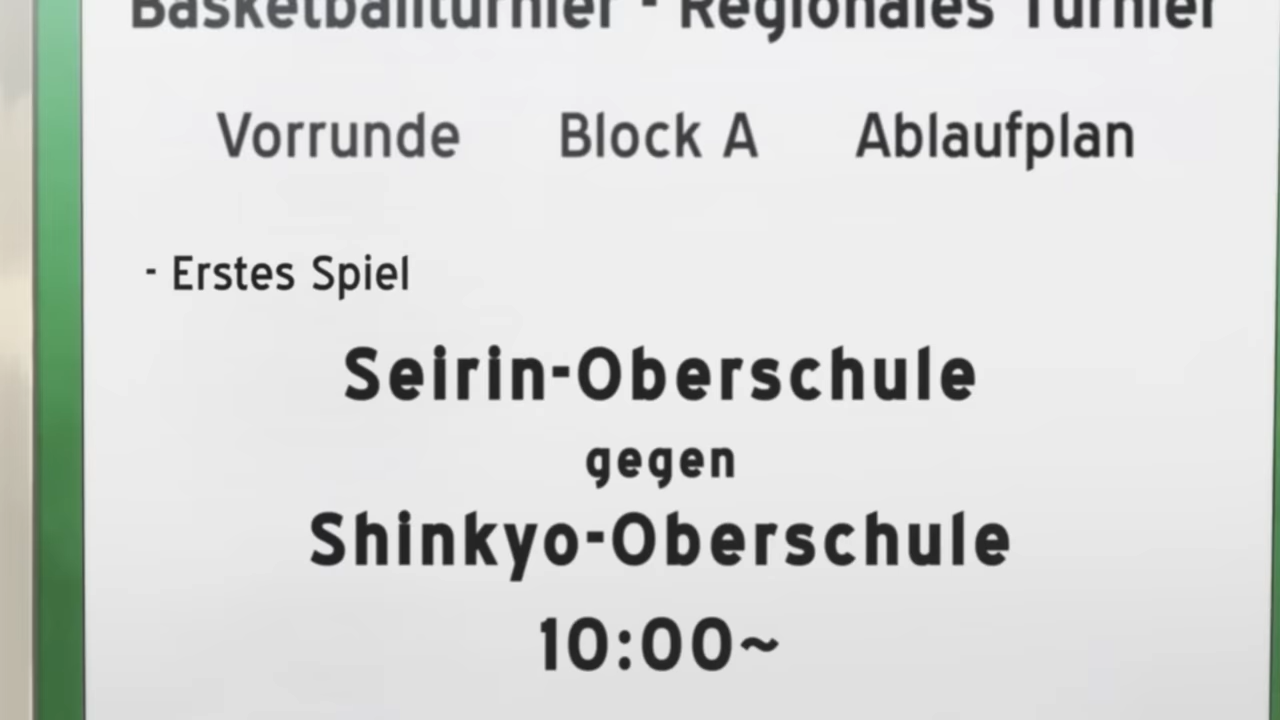 Basketballturnier - Regionales Turnier
Vorrunde Block A Ablaufplan
- Erstes Spiel
Seirin-Oberschule
gegen
Shinkyo-Oberschule
10:00~